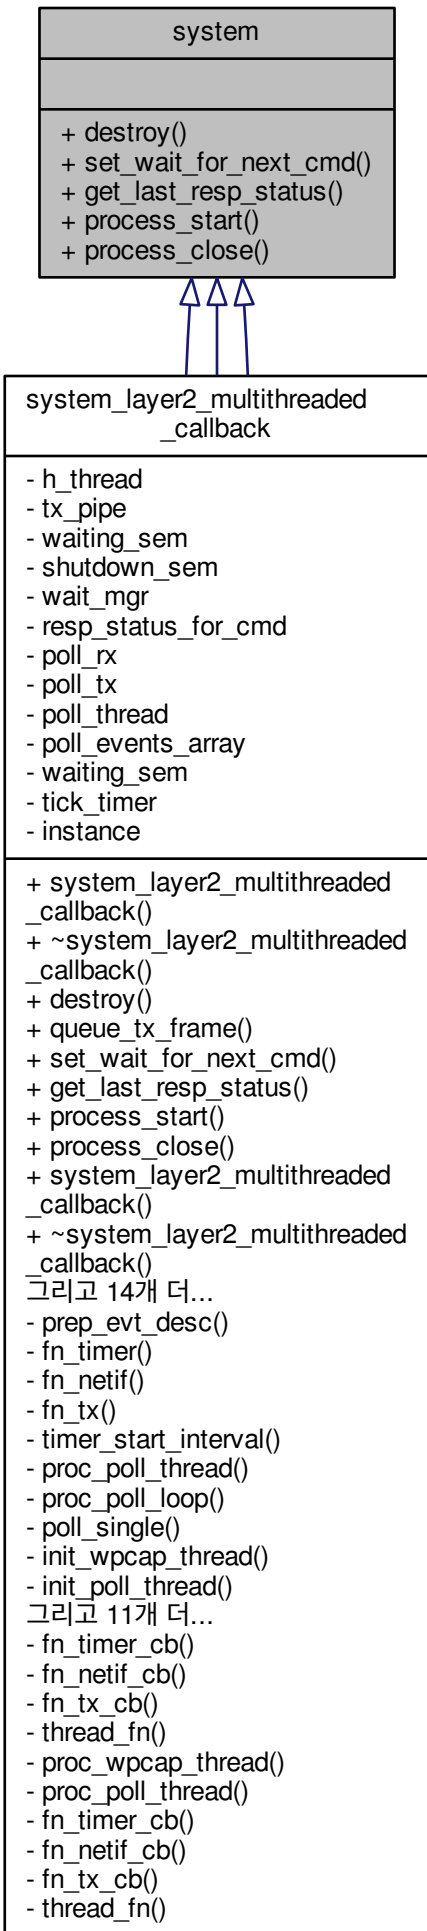 system
+ destroy()
+ set_wait_for_next_cmd()
+ get_last_resp_status()
+ process_start()
+ process_close()
system_layer2_multithreaded
_callback
- h_thread
- tx_pipe
- waiting_sem
- shutdown_sem
- wait_mgr
- resp_status_for_cmd
- poll_rx
- poll_tx
- poll_thread
- poll_events_array
- waiting_sem
- tick_timer
- instance
+ system_layer2_multithreaded
_callback()
+ ~system_layer2_multithreaded
_callback()
+ destroy()
+ queue_tx_frame()
+ set_wait_for_next_cmd()
+ get_last_resp_status()
+ process_start()
+ process_close()
+ system_layer2_multithreaded
_callback()
+ ~system_layer2_multithreaded
_callback()
그리고 14개 더...
- prep_evt_desc()
- fn_timer()
- fn_netif()
- fn_tx()
- timer_start_interval()
- proc_poll_thread()
- proc_poll_loop()
- poll_single()
- init_wpcap_thread()
- init_poll_thread()
그리고 11개 더...
- fn_timer_cb()
- fn_netif_cb()
- fn_tx_cb()
- thread_fn()
- proc_wpcap_thread()
- proc_poll_thread()
- fn_timer_cb()
- fn_netif_cb()
- fn_tx_cb()
- thread_fn()